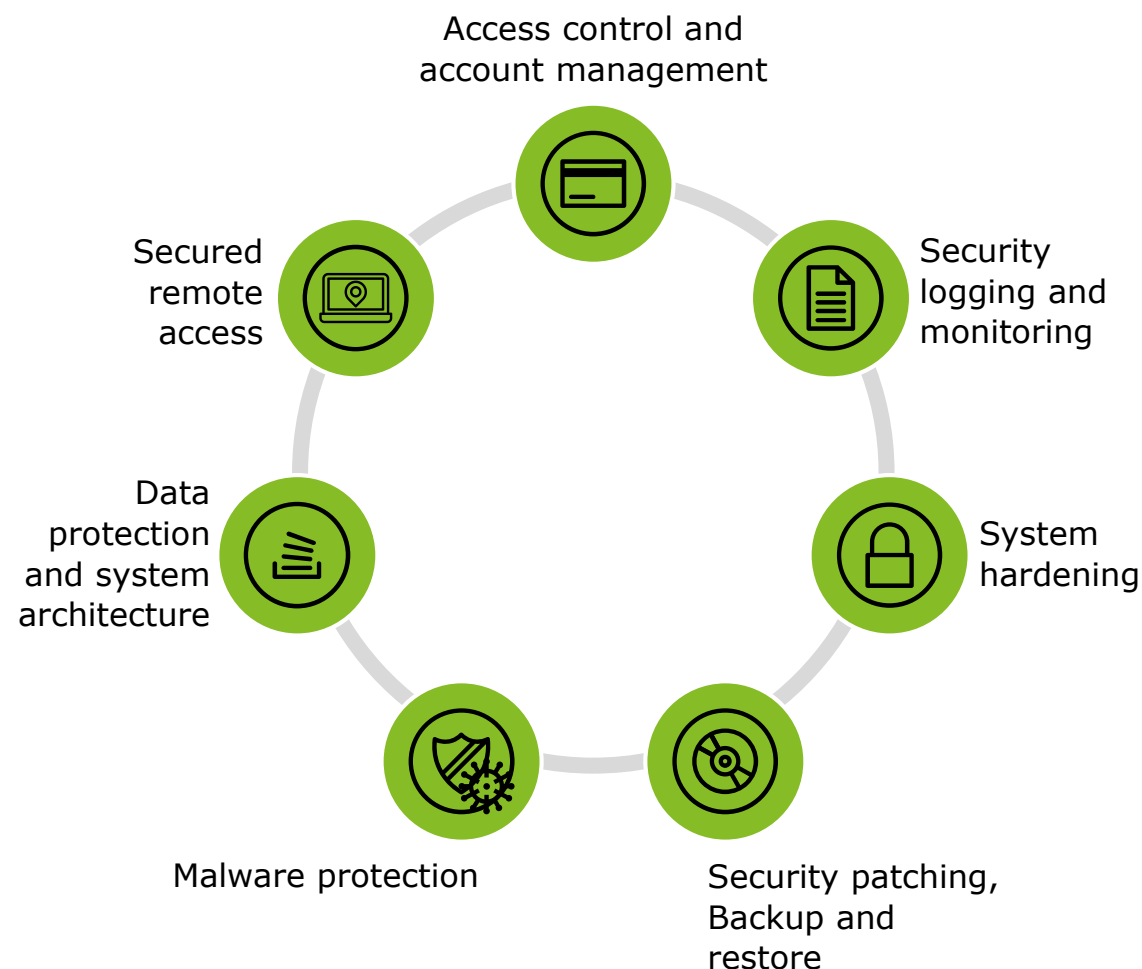 Access control and
account management
Security
logging and
monitoring
System
hardening
Security patching,
Backup and
restore
Malware protection
Data
protection
and system
architecture
Secured
remote
access